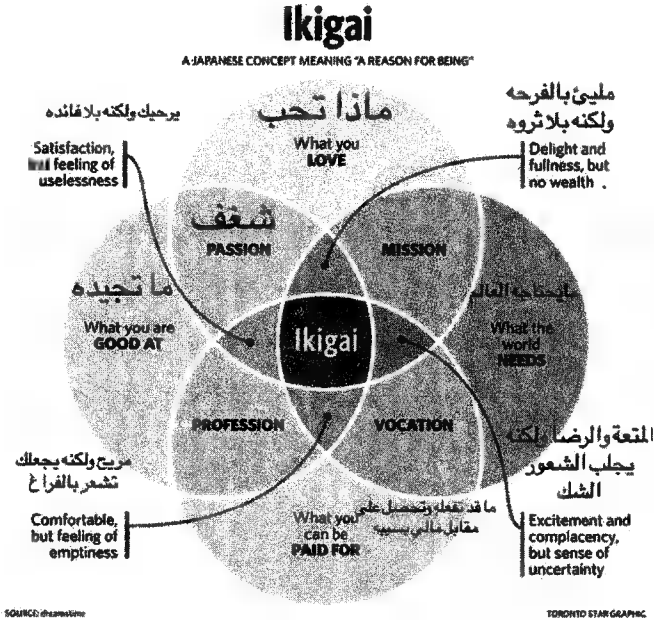 Ikigai
A JAPANESE CONCEPT MEANING "A REASON FOR BEING"
ماذا تحب
What you
LOVE
يرحيك ولكنه بلا فائده
Satisfaction,
but feeling of
uselessness
مليئ بالفرحه
ولكنه بلا ثروه
Delight and
fullness, but
no wealth
شغف
PASSION
MISSION
ما تجيده
What you are
GOOD AT
Ikigai
مايحتاجه العالم
What the
world
NEEDS
PROFESSION
VOCATION
مريح ولكنه يجعلك
تشعر بالفراغ
Comfortable,
but feeling of
emptiness
ما قد تفعله وتحصل على
مقابل مالي بسببه
What you
can be
PAID FOR
المتعة والرضا ولكنه
يجلب الشعور
الشك
Excitement and
complacency,
but sense of
uncertainty
SOURCE: dreamstime
TORONTO STAR GRAPHIC